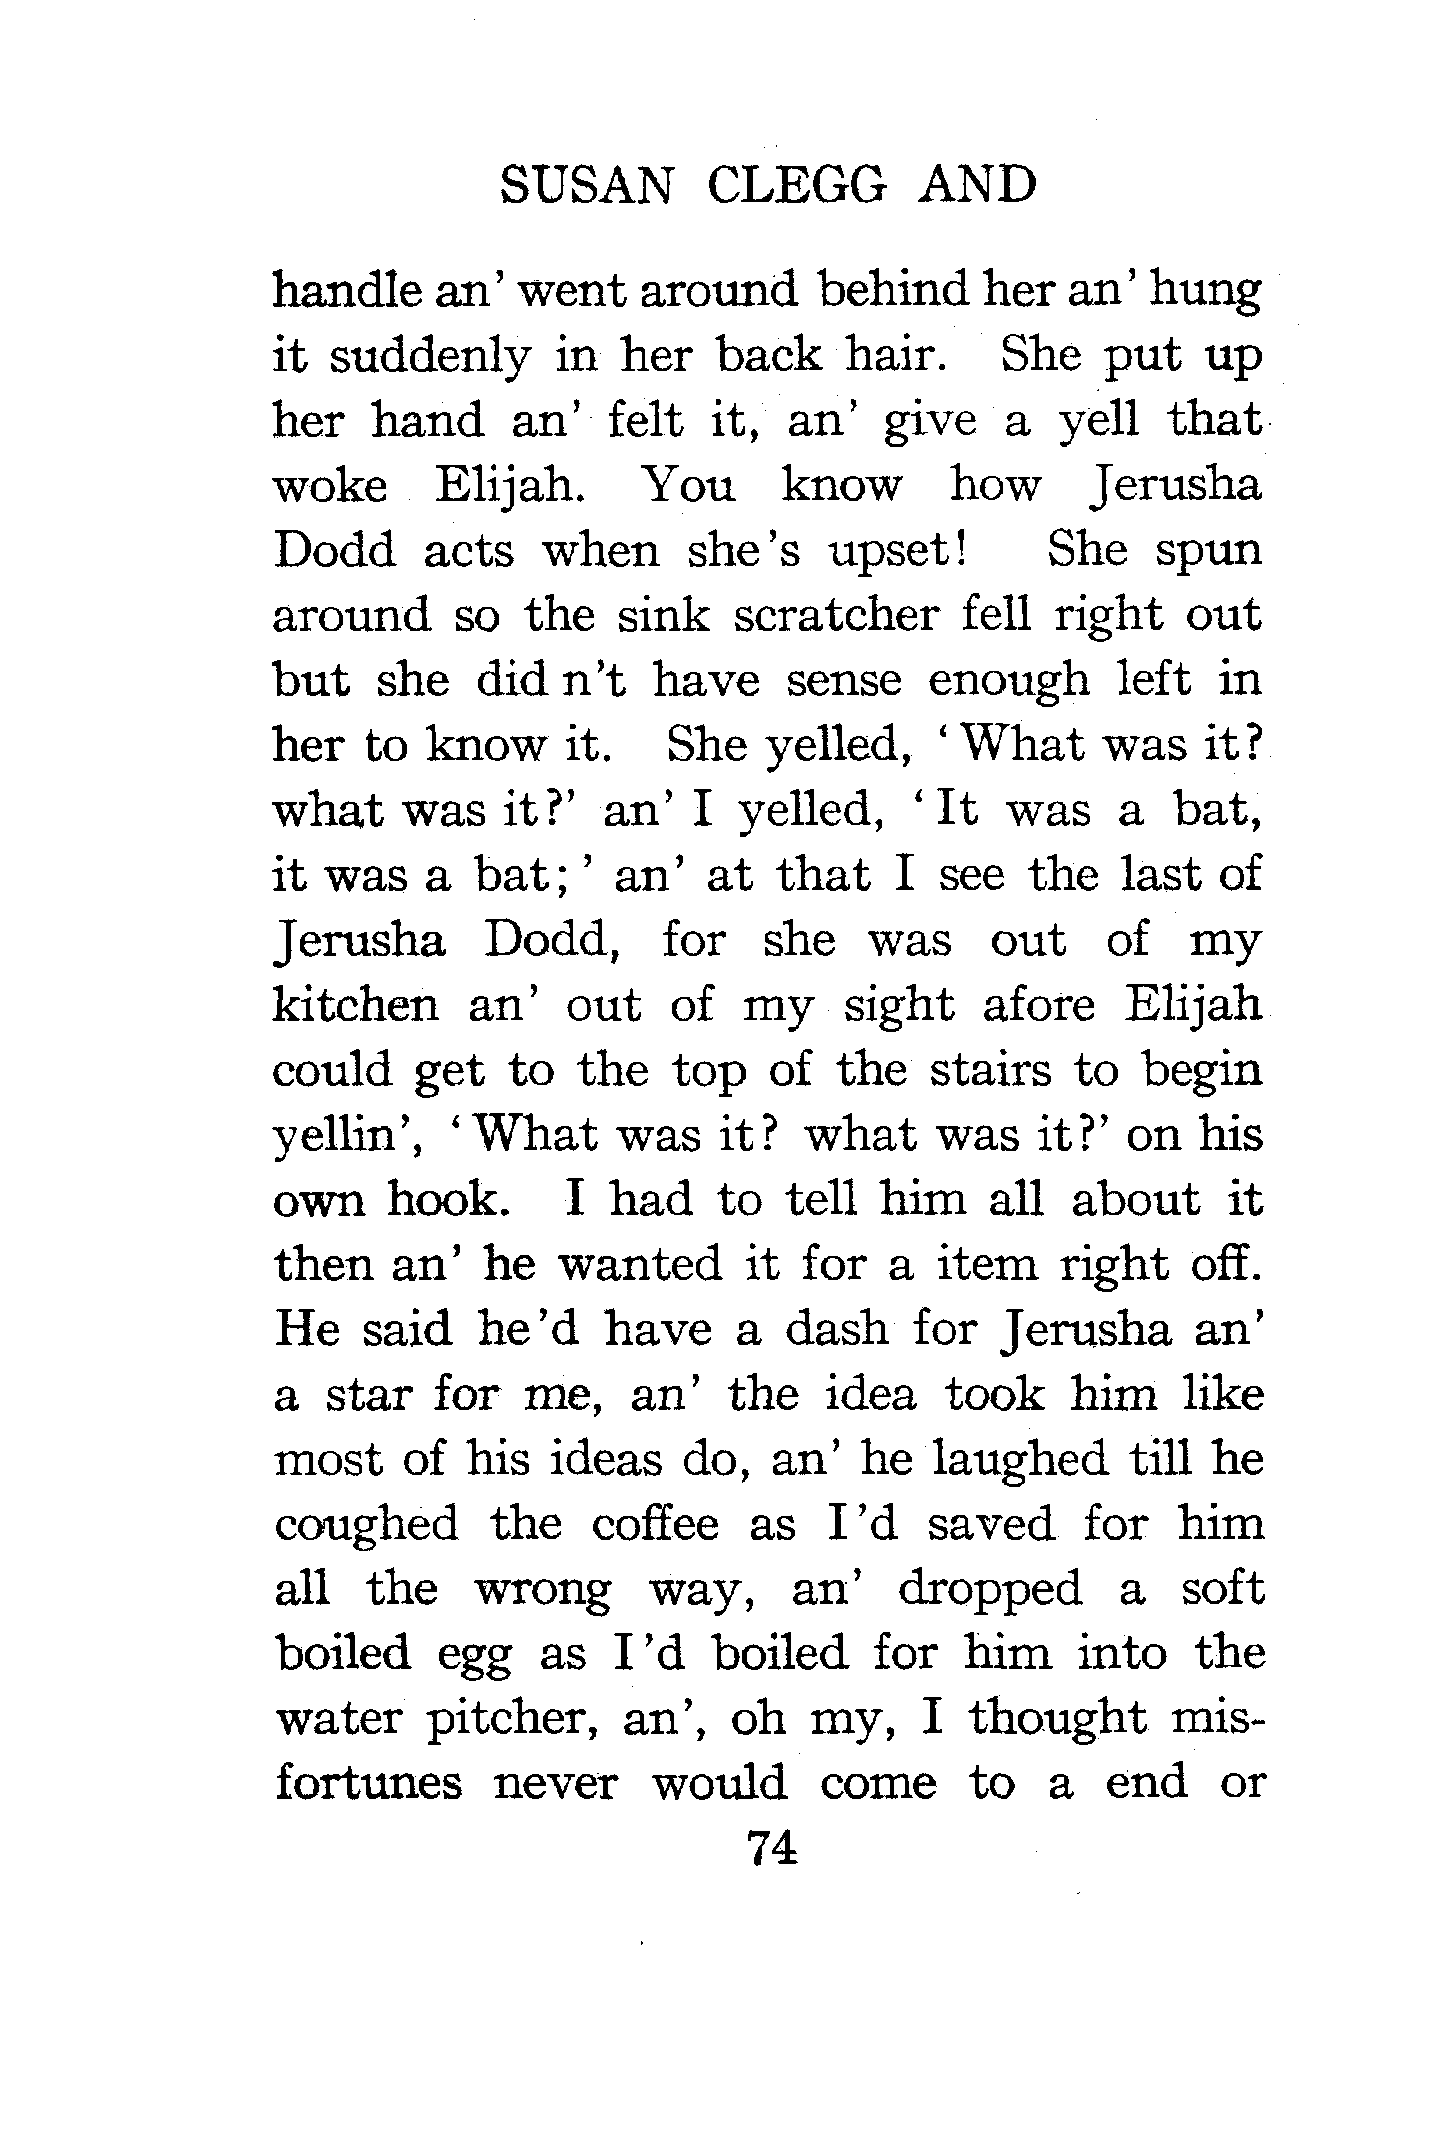 SUSAN CLEGG AND
handle an' went around behind her an' hung
it suddenly in her back hair. She put up
her hand an' felt it, an' give a yell that
woke Elijah. You know how Jerusha
Dodd acts when she 's upset! She spun
around so the sink scratcher fell right out
but she did n't have sense enough left in
her to know it. She yelled, ' What was it?
what was it?' an' I yelled, ' It was a bat,
it was a bat; ' an' at that I see the last of
Jerusha Dodd, for she was out of my
kitchen an' out of my sight afore Elijah
could get to the top of the stairs to begin
yellin', ' What was it? what was it?' on his
own hook. I had to tell him all about it
then an' he wanted it for a item right off.
He said he 'd have a dash for Jerusha an'
a star for me, an' the idea took him like
most of his ideas do, an' he laughed till he
coughed the coffee as I 'd saved for him
all the wrong way, an' dropped a soft
boiled egg as I 'd boiled for him into the
water pitcher, an', oh my, I thought mis-
fortunes never would come to a end or
74